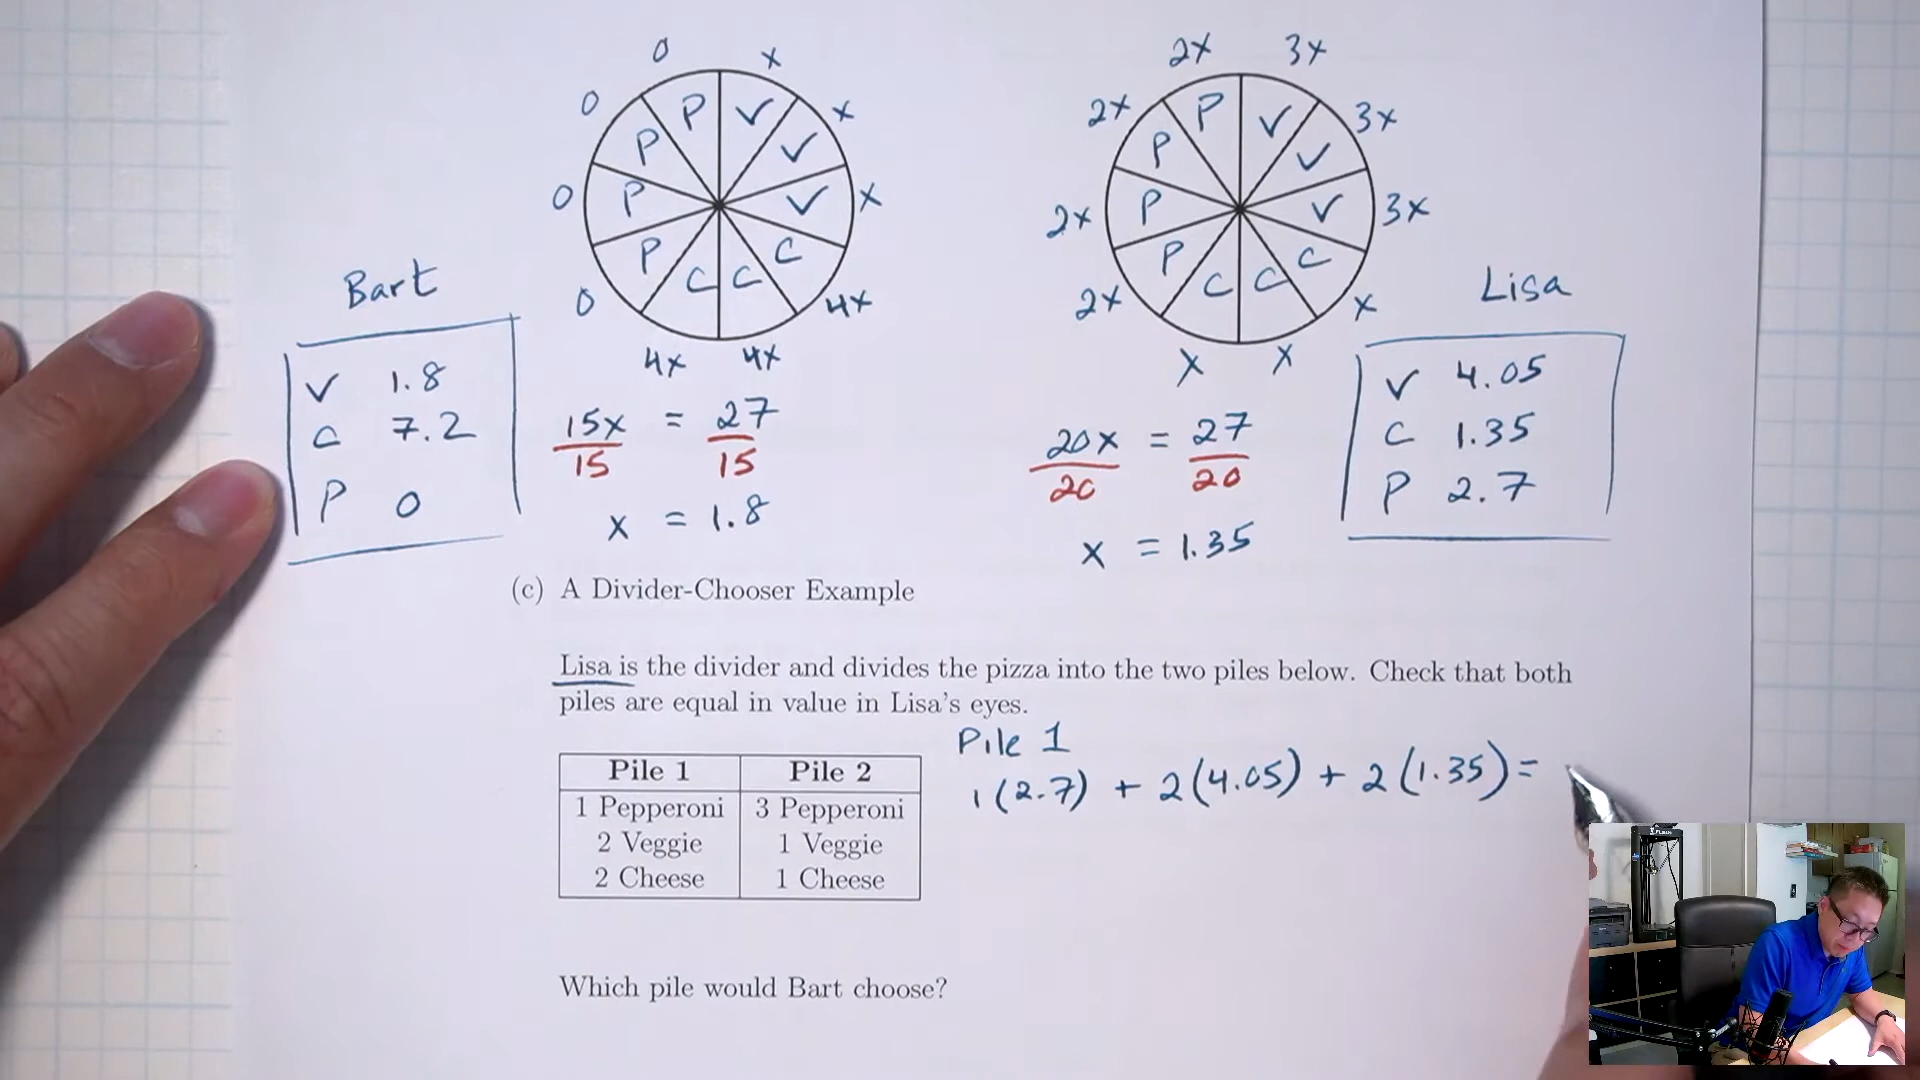 0 x
0 P V x
P V
0 P V x
P C
0 C C 4x
4x 4x
Bart
V 1.8
C 7.2
P 0
15x = 27
15 15
x = 1.8
2x 3x
2x P V 3x
P V
2x P V 3x
P C
2x C C x
x x
Lisa
V 4.05
C 1.35
P 2.7
20x = 27
20 20
x = 1.35
(c) A Divider-Chooser Example
Lisa is the divider and divides the pizza into the two piles below. Check that both
piles are equal in value in Lisa's eyes.
Pile 1
1(2.7) + 2(4.05) + 2(1.35) =
Pile 1 Pile 2
1 Pepperoni 3 Pepperoni
2 Veggie 1 Veggie
2 Cheese 1 Cheese
Which pile would Bart choose?